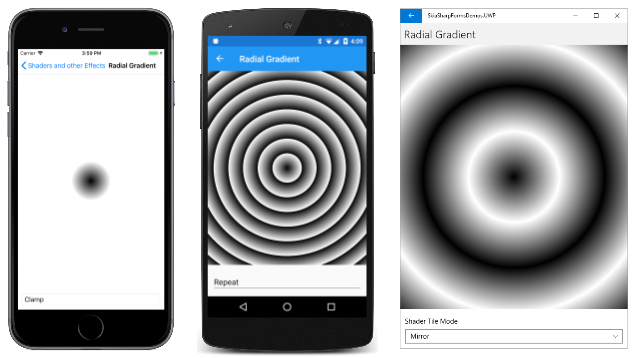 Carrier 3:59 PM
Shaders and other Effects Radial Gradient
Clamp
4:09
Radial Gradient
Repeat
SkiaSharpFormsDemos.UWP
Radial Gradient
Shader Tile Mode
Mirror